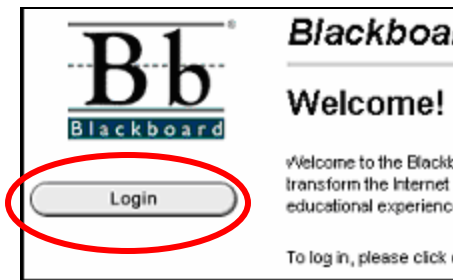 Bb®
Blackboard
Login
Blackboa
Welcome!
Welcome to the Blackb
transform the Internet
educational experienc
To log in, please click